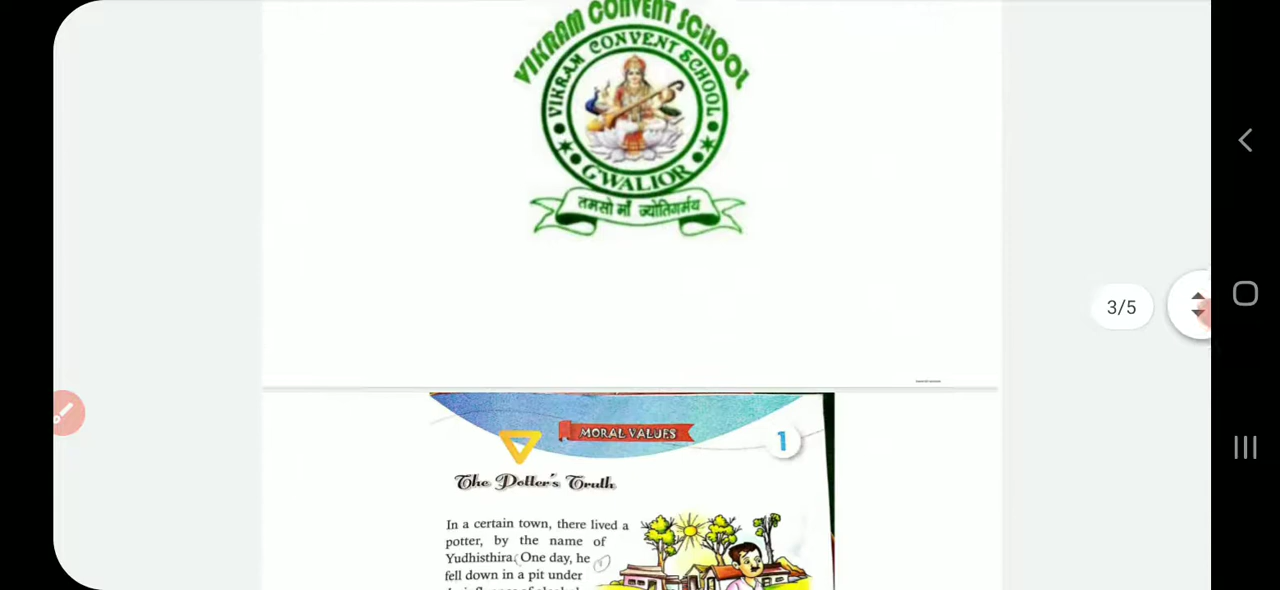 VIKRAM CONVENT SCHOOL
VIKRAM CONVENT SCHOOL
GWALIOR
तमसो माँ ज्योतिर्गमय
3/5
MORAL VALUES
1
The Potter's Truth
In a certain town, there lived a
potter, by the name of
Yudhisthira. One day, he
fell down in a pit under